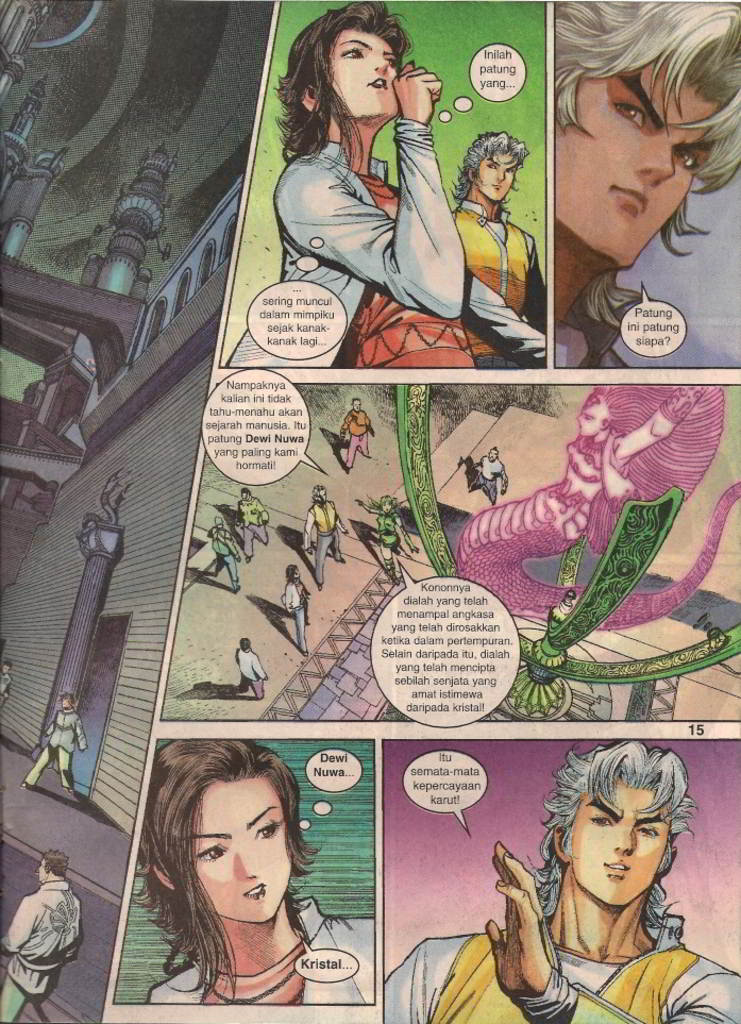 Inilah
patung
yang...
...
sering muncul
dalam mimpiku
sejak kanak-
kanak lagi...
Patung
ini patung
siapa?
Nampaknya
kalian ini tidak
tahu-menahu akan
sejarah manusia. Itu
patung Dewi Nuwa
yang paling kami
hormati!
Kononnya
dialah yang telah
menampal angkasa
yang telah dirosakkan
ketika dalam pertempuran.
Selain daripada itu, dialah
yang telah mencipta
sebilah senjata yang
amat istimewa
daripada kristal!
15
Dewi
Nuwa...
Kristal...
Itu
semata-mata
kepercayaan
karut!